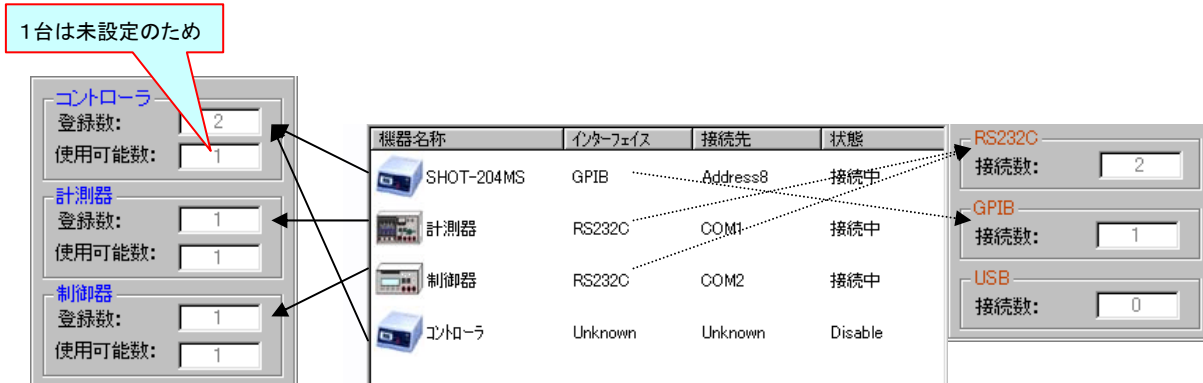 1台は未設定のため
コントローラ
登録数: 2
使用可能数: 1
計測器
登録数: 1
使用可能数: 1
制御器
登録数: 1
使用可能数: 1
機器名称 インターフェイス 接続先 状態
SHOT-204MS GPIB Address8 接続中
計測器 RS232C COM1 接続中
制御器 RS232C COM2 接続中
コントローラ Unknown Unknown Disable
RS232C
接続数: 2
GPIB
接続数: 1
USB
接続数: 0